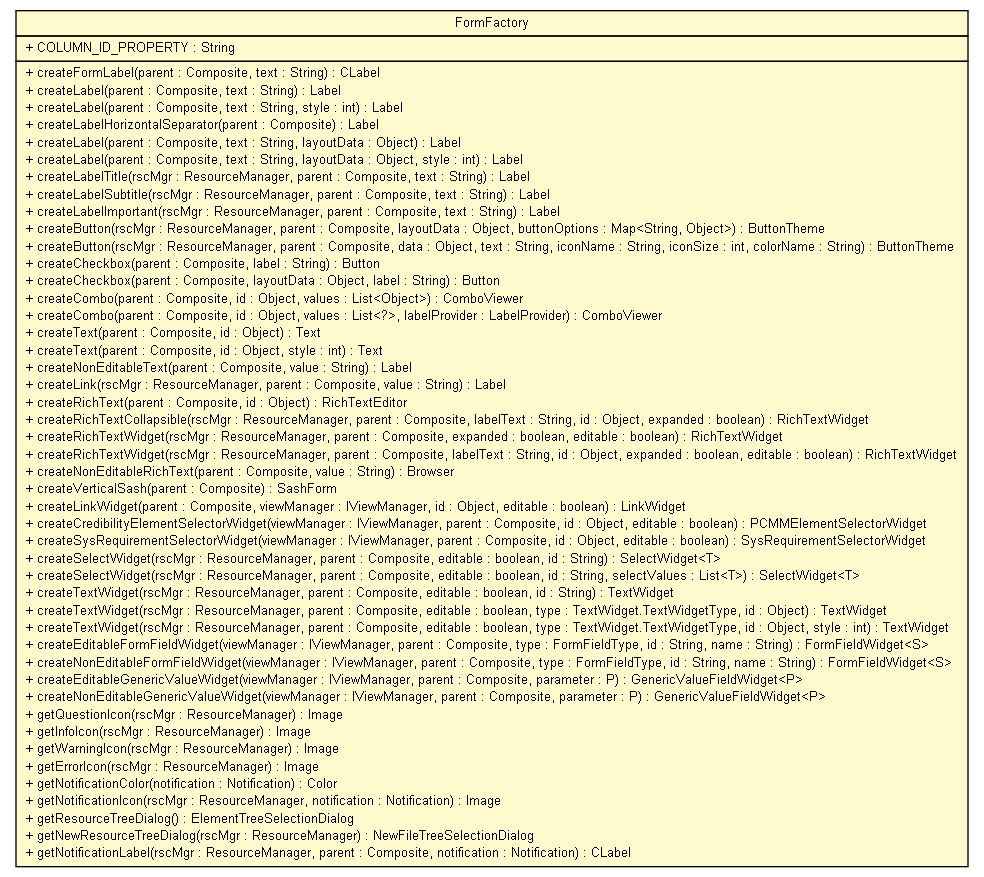 FormFactory
+ COLUMN_ID_PROPERTY : String
+ createFormLabel(parent : Composite, text : String) : CLabel
+ createLabel(parent : Composite, text : String) : Label
+ createLabel(parent : Composite, text : String, style : int) : Label
+ createLabelHorizontalSeparator(parent : Composite) : Label
+ createLabel(parent : Composite, text : String, layoutData : Object) : Label
+ createLabel(parent : Composite, text : String, layoutData : Object, style : int) : Label
+ createLabelTitle(rscMgr : ResourceManager, parent : Composite, text : String) : Label
+ createLabelSubtitle(rscMgr : ResourceManager, parent : Composite, text : String) : Label
+ createLabelImportant(rscMgr : ResourceManager, parent : Composite, text : String) : Label
+ createButton(rscMgr : ResourceManager, parent : Composite, layoutData : Object, buttonOptions : Map<String, Object>) : ButtonTheme
+ createButton(rscMgr : ResourceManager, parent : Composite, data : Object, text : String, iconName : String, iconSize : int, colorName : String) : ButtonTheme
+ createCheckbox(parent : Composite, label : String) : Button
+ createCheckbox(parent : Composite, layoutData : Object, label : String) : Button
+ createCombo(parent : Composite, id : Object, values : List<Object>) : ComboViewer
+ createCombo(parent : Composite, id : Object, values : List<?>, labelProvider : LabelProvider) : ComboViewer
+ createText(parent : Composite, id : Object) : Text
+ createText(parent : Composite, id : Object, style : int) : Text
+ createNonEditableText(parent : Composite, value : String) : Label
+ createLink(rscMgr : ResourceManager, parent : Composite, value : String) : Label
+ createRichText(parent : Composite, id : Object) : RichTextEditor
+ createRichTextCollapsible(rscMgr : ResourceManager, parent : Composite, labelText : String, id : Object, expanded : boolean) : RichTextWidget
+ createRichTextWidget(rscMgr : ResourceManager, parent : Composite, expanded : boolean, editable : boolean) : RichTextWidget
+ createRichTextWidget(rscMgr : ResourceManager, parent : Composite, labelText : String, id : Object, expanded : boolean, editable : boolean) : RichTextWidget
+ createNonEditableRichText(parent : Composite, value : String) : Browser
+ createVerticalSash(parent : Composite) : SashForm
+ createLinkWidget(parent : Composite, viewManager : IViewManager, id : Object, editable : boolean) : LinkWidget
+ createCredibilityElementSelectorWidget(viewManager : IViewManager, parent : Composite, id : Object, editable : boolean) : PCMMElementSelectorWidget
+ createSysRequirementSelectorWidget(viewManager : IViewManager, parent : Composite, id : Object, editable : boolean) : SysRequirementSelectorWidget
+ createSelectWidget(rscMgr : ResourceManager, parent : Composite, editable : boolean, id : String) : SelectWidget<T>
+ createSelectWidget(rscMgr : ResourceManager, parent : Composite, editable : boolean, id : String, selectValues : List<T>) : SelectWidget<T>
+ createTextWidget(rscMgr : ResourceManager, parent : Composite, editable : boolean, id : String) : TextWidget
+ createTextWidget(rscMgr : ResourceManager, parent : Composite, editable : boolean, type : TextWidget.TextWidgetType, id : Object) : TextWidget
+ createTextWidget(rscMgr : ResourceManager, parent : Composite, editable : boolean, type : TextWidget.TextWidgetType, id : Object, style : int) : TextWidget
+ createEditableFormFieldWidget(viewManager : IViewManager, parent : Composite, type : FormFieldType, id : String, name : String) : FormFieldWidget<S>
+ createNonEditableFormFieldWidget(viewManager : IViewManager, parent : Composite, type : FormFieldType, id : String, name : String) : FormFieldWidget<S>
+ createEditableGenericValueWidget(viewManager : IViewManager, parent : Composite, parameter : P) : GenericValueFieldWidget<P>
+ createNonEditableGenericValueWidget(viewManager : IViewManager, parent : Composite, parameter : P) : GenericValueFieldWidget<P>
+ getQuestionIcon(rscMgr : ResourceManager) : Image
+ getInfoIcon(rscMgr : ResourceManager) : Image
+ getWarningIcon(rscMgr : ResourceManager) : Image
+ getErrorIcon(rscMgr : ResourceManager) : Image
+ getNotificationColor(notification : Notification) : Color
+ getNotificationIcon(rscMgr : ResourceManager, notification : Notification) : Image
+ getResourceTreeDialog() : ElementTreeSelectionDialog
+ getNewResourceTreeDialog(rscMgr : ResourceManager) : NewFileTreeSelectionDialog
+ getNotificationLabel(rscMgr : ResourceManager, parent : Composite, notification : Notification) : CLabel